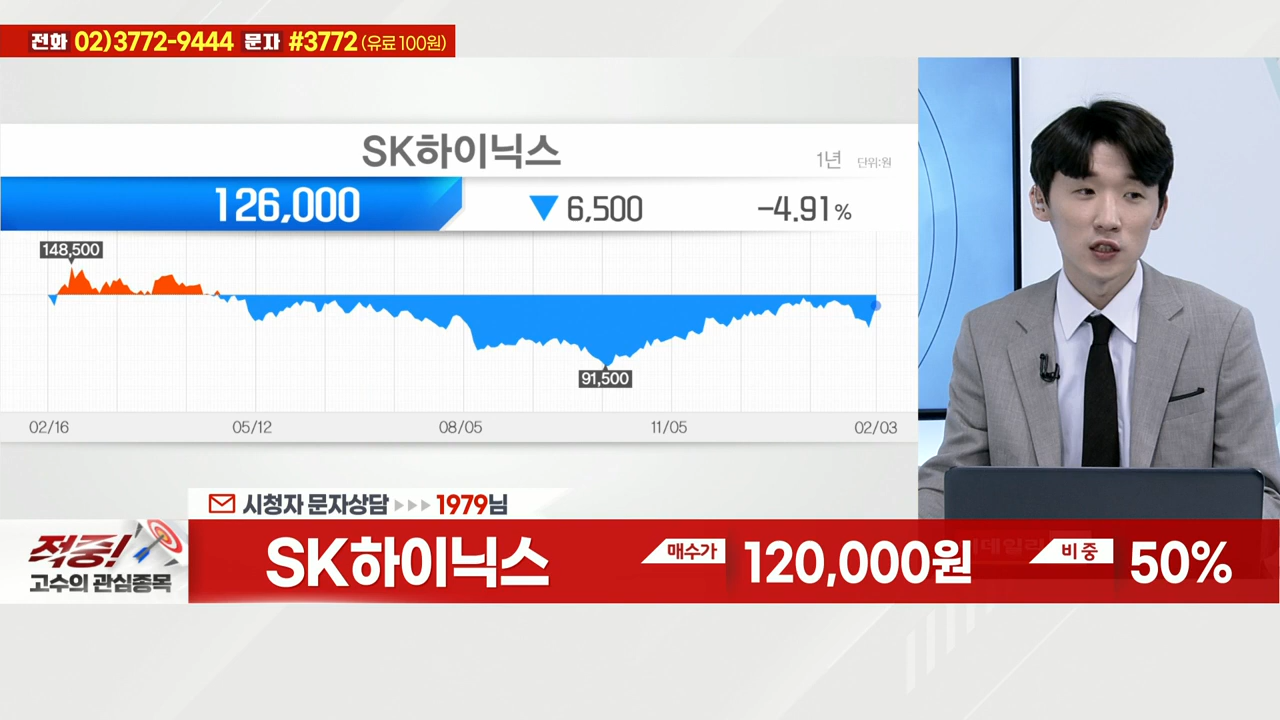 전화 02)3772-9444 문자 #3772 (유료 100원)
SK하이닉스
1년 단위:원
126,000 ▼ 6,500 -4.91%
148,500
91,500
02/16 05/12 08/05 11/05 02/03
시청자 문자상담 ▶▶▶ 1979님
적중!
고수의 관심종목
SK하이닉스 매수가 120,000원 비중 50%